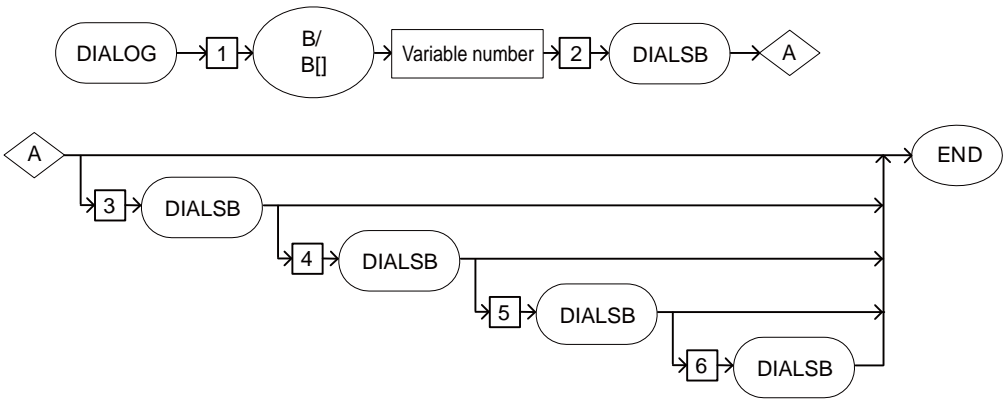 DIALOG 1 B/ Variable number 2 DIALSB A
B[]
A END
3 DIALSB
4 DIALSB
5 DIALSB
6 DIALSB